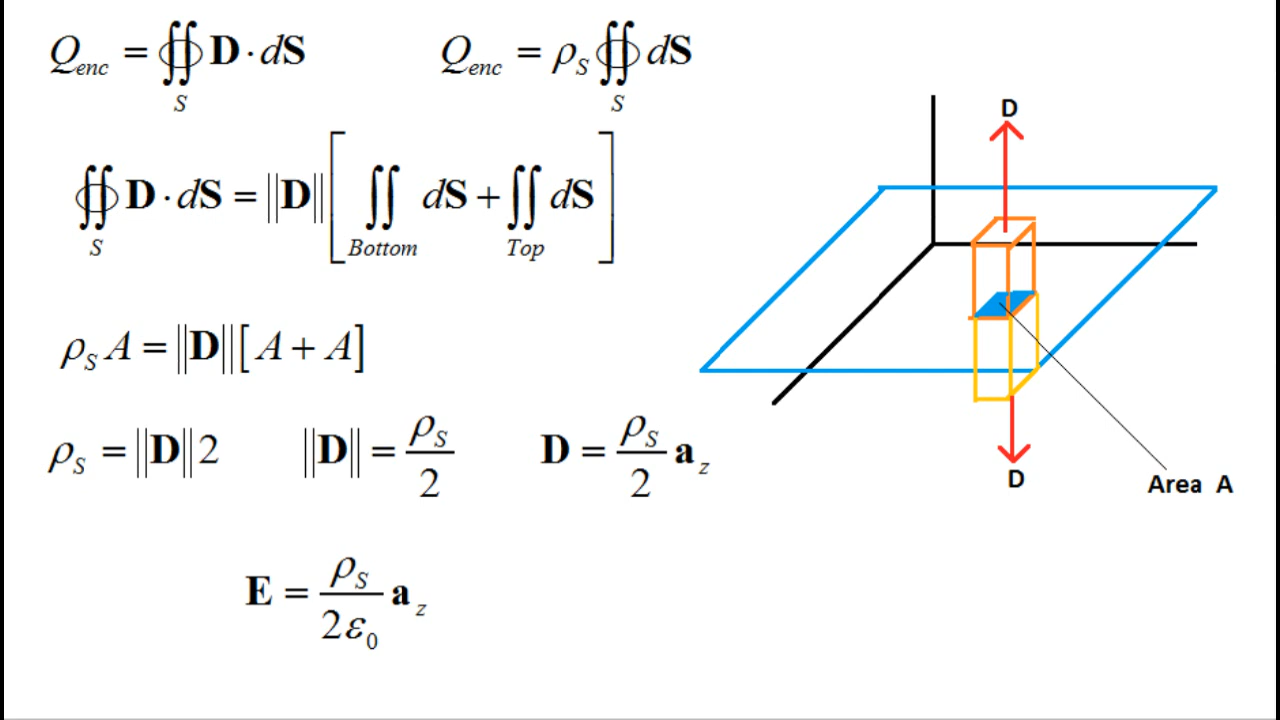 Q_enc = ∯_S D · dS    Q_enc = ρ_S ∯_S dS
∯_S D · dS = ||D|| [ ∬_Bottom dS + ∬_Top dS ]
ρ_S A = ||D|| [ A + A ]
ρ_S = ||D|| 2    ||D|| = ρ_S / 2    D = ρ_S / 2 a_z
E = ρ_S / 2ε_0 a_z
D
D
Area A